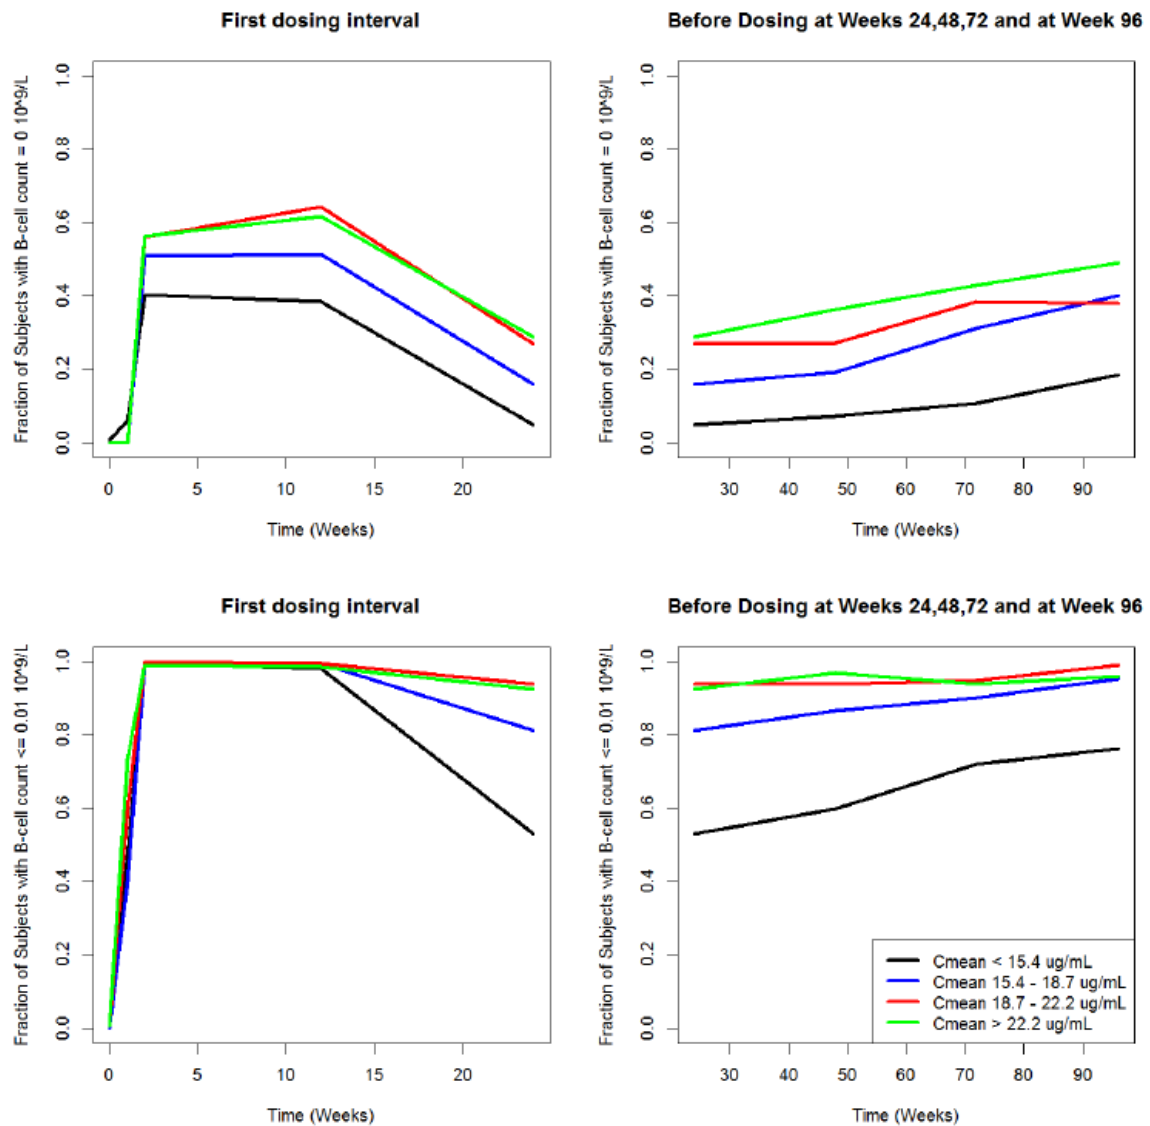 First dosing interval
Fraction of Subjects with B-cell count = 0 10^9/L
1.0
0.8
0.6
0.4
0.2
0.0
0 5 10 15 20
Time (Weeks)
Before Dosing at Weeks 24,48,72 and at Week 96
Fraction of Subjects with B-cell count = 0 10^9/L
1.0
0.8
0.6
0.4
0.2
0.0
30 40 50 60 70 80 90
Time (Weeks)
First dosing interval
Fraction of Subjects with B-cell count <= 0.01 10^9/L
1.0
0.8
0.6
0.4
0.2
0.0
0 5 10 15 20
Time (Weeks)
Before Dosing at Weeks 24,48,72 and at Week 96
Fraction of Subjects with B-cell count <= 0.01 10^9/L
1.0
0.8
0.6
0.4
0.2
0.0
30 40 50 60 70 80 90
Time (Weeks)
Cmean < 15.4 ug/mL
Cmean 15.4 - 18.7 ug/mL
Cmean 18.7 - 22.2 ug/mL
Cmean > 22.2 ug/mL